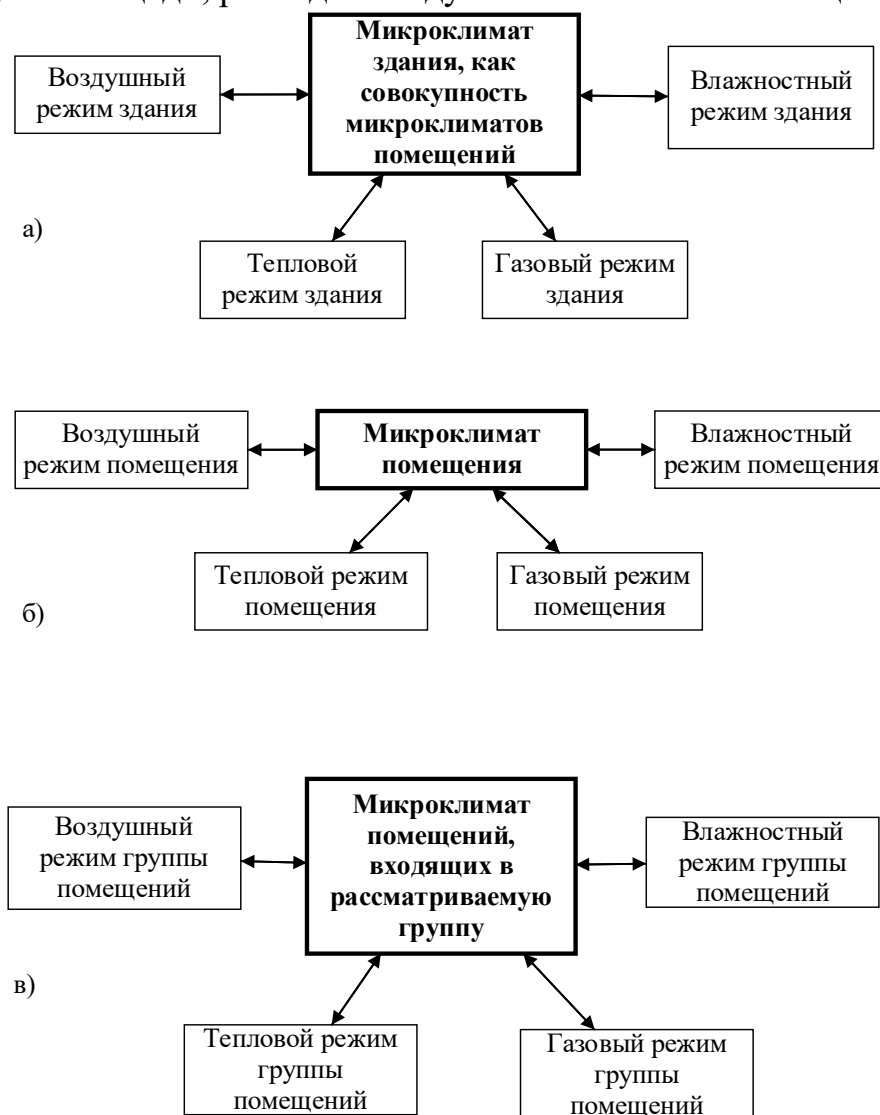 Микроклимат
здания, как
совокупность
микроклиматов
помещений
Воздушный
режим здания
Влажностный
режим здания
а)
Тепловой
режим здания
Газовый режим
здания
Воздушный
режим помещения
Микроклимат
помещения
Влажностный
режим помещения
Тепловой режим
помещения
Газовый режим
помещения
б)
Микроклимат
помещений,
входящих в
рассматриваемую
группу
Воздушный
режим группы
помещений
Влажностный
режим группы
помещений
в)
Тепловой режим
группы
помещений
Газовый режим
группы
помещений